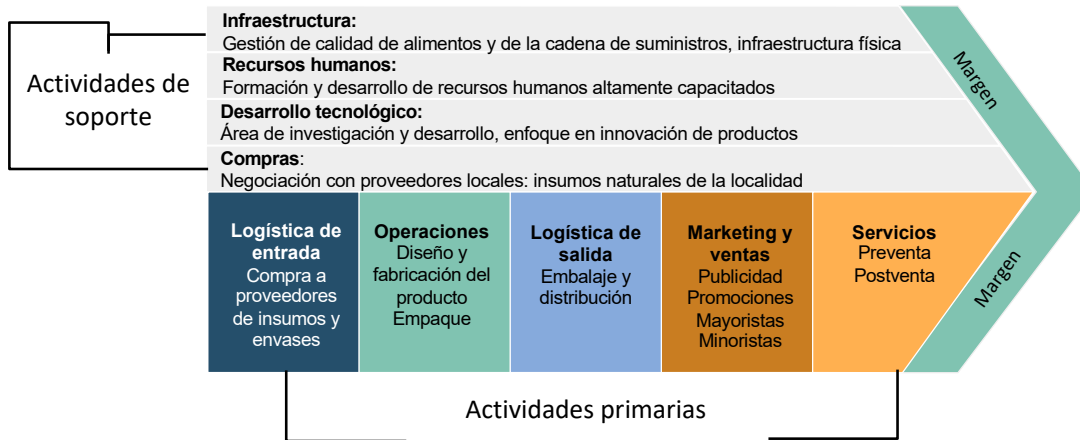 Actividades de
soporte
Infraestructura:
Gestión de calidad de alimentos y de la cadena de suministros, infraestructura física
Recursos humanos:
Formación y desarrollo de recursos humanos altamente capacitados
Desarrollo tecnológico:
Área de investigación y desarrollo, enfoque en innovación de productos
Compras:
Negociación con proveedores locales: insumos naturales de la localidad
Margen
Logística de
entrada
Compra a
proveedores
de insumos y
envases
Operaciones
Diseño y
fabricación del
producto
Empaque
Logística de
salida
Embalaje y
distribución
Marketing y
ventas
Publicidad
Promociones
Mayoristas
Minoristas
Servicios
Preventa
Postventa
Margen
Actividades primarias